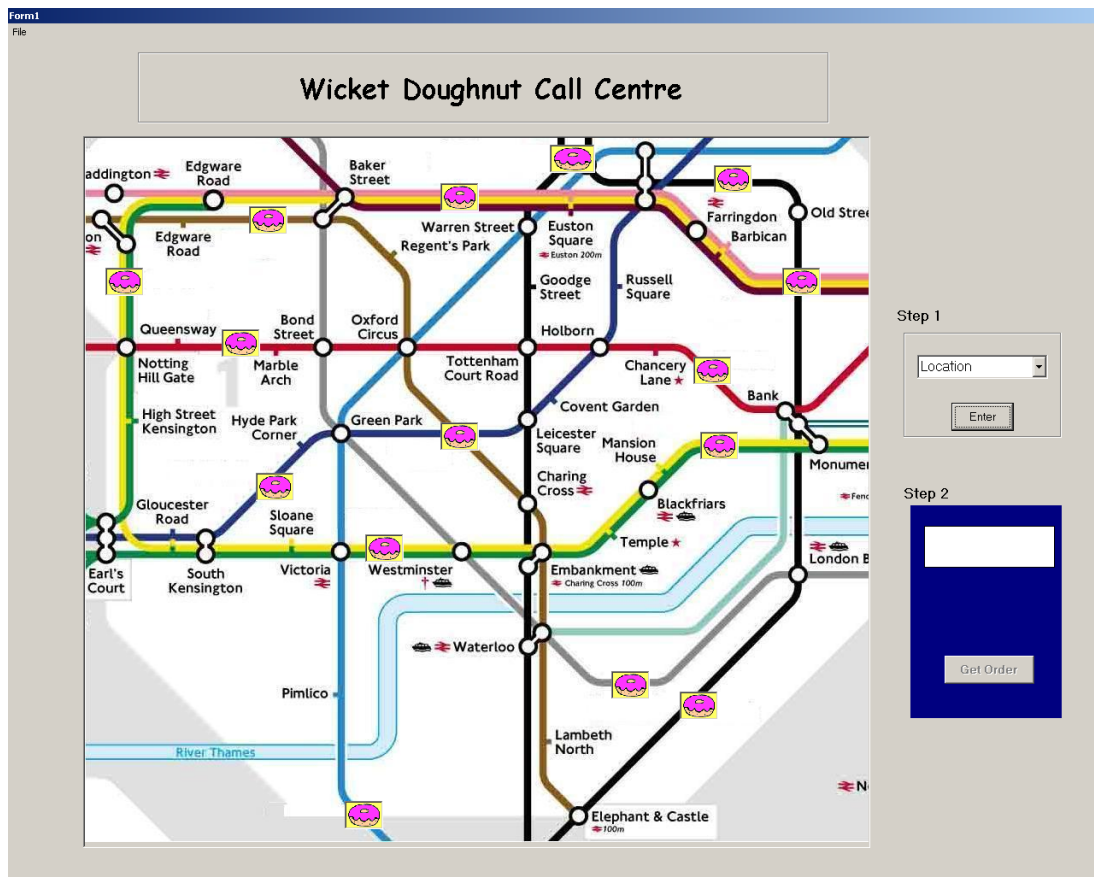 Form1
File
Wicket Doughnut Call Centre
addington
Edgware
Road
Baker
Street
Farringdon
Barbican
Old Stre
on
Edgware
Road
Warren Street
Regent's Park
Euston
Square
Euston 200m
Goodge
Street
Russell
Square
Queensway
Bond
Street
Oxford
Circus
Holborn
Notting
Hill Gate
Marble
Arch
Tottenham
Court Road
Chancery
Lane
Bank
High Street
Kensington
Hyde Park
Corner
Green Park
Covent Garden
Leicester
Square
Mansion
House
Monumen
Charing
Cross
Blackfriars
Fenc
Gloucester
Road
Sloane
Square
Temple
Earl's
Court
South
Kensington
Victoria
Westminster
Embankment
Charing Cross 100m
London B
Waterloo
Pimlico
River Thames
Lambeth
North
N
Elephant & Castle
100m
Step 1
Location
Enter
Step 2
Get Order